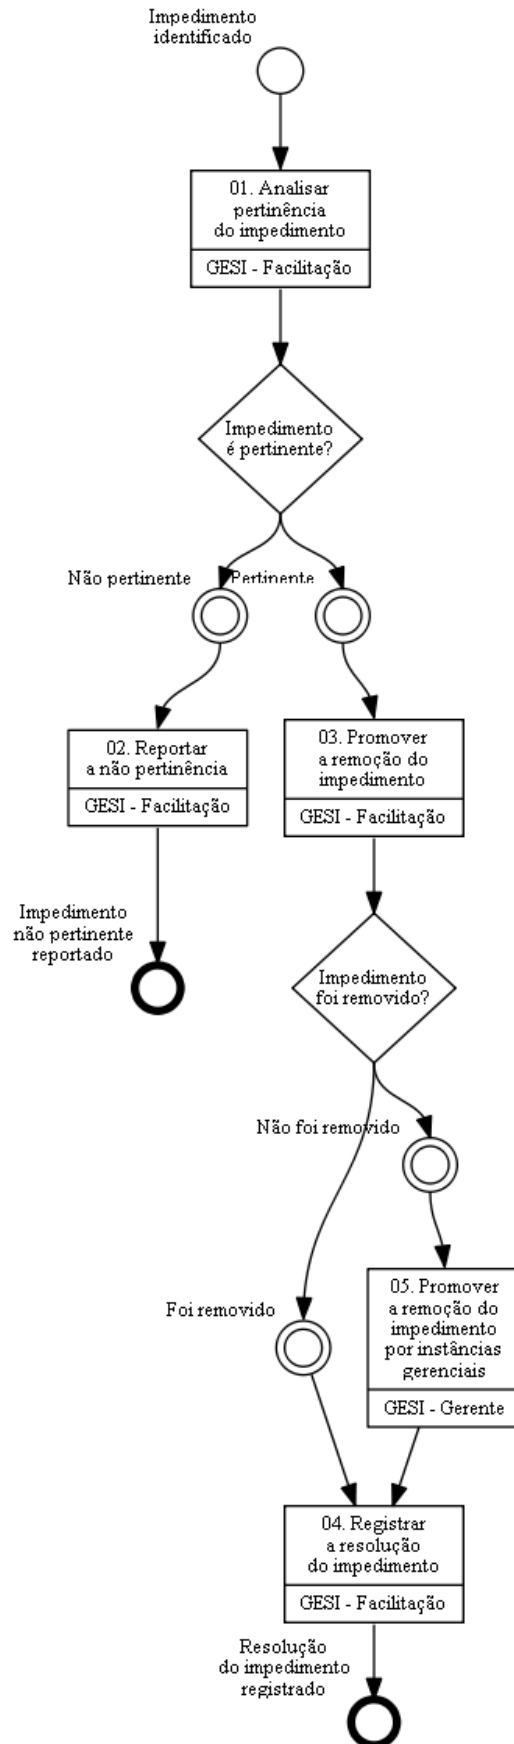 Impedimento
identificado
01. Analisar
pertinência
do impedimento
GESI - Facilitação
Impedimento
é pertinente?
Não pertinente
Pertinente
02. Reportar
a não pertinência
GESI - Facilitação
03. Promover
a remoção do
impedimento
GESI - Facilitação
Impedimento
não pertinente
reportado
Impedimento
foi removido?
Não foi removido
Foi removido
05. Promover
a remoção do
impedimento
por instâncias
gerenciais
GESI - Gerente
04. Registrar
a resolução
do impedimento
GESI - Facilitação
Resolução
do impedimento
registrado